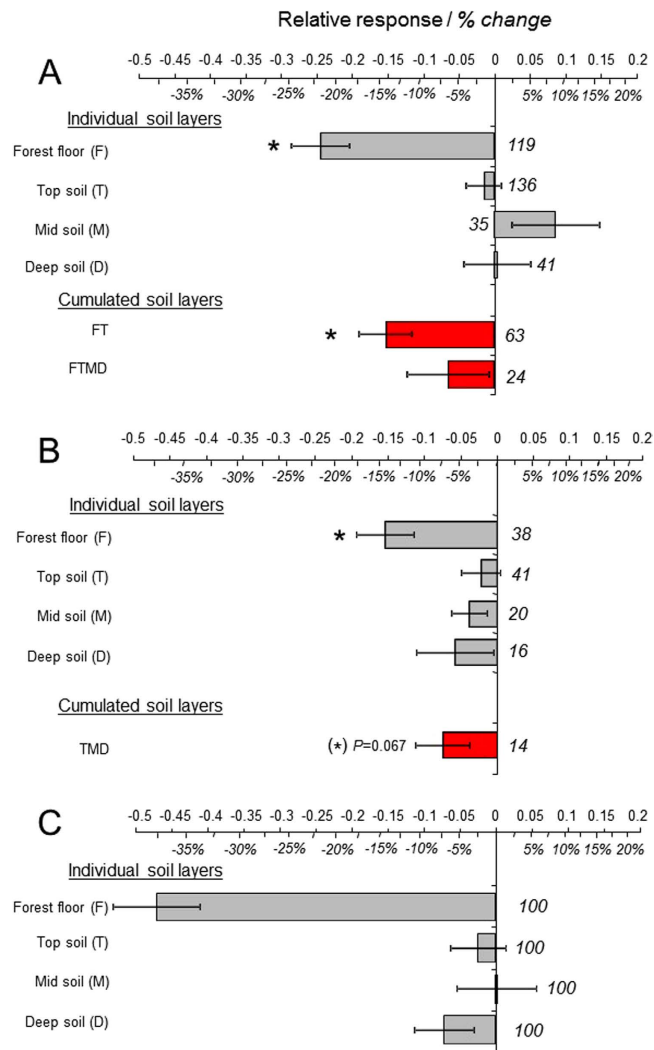 Relative response / % change
-0.5 -0.45 -0.4 -0.35 -0.3 -0.25 -0.2 -0.15 -0.1 -0.05 0 0.05 0.1 0.15 0.2
A
-35% -30% -25% -20% -15% -10% -5% 5% 10% 15% 20%
Individual soil layers
Forest floor (F) * 119
Top soil (T) 136
Mid soil (M) 35
Deep soil (D) 41
Cumulated soil layers
FT * 63
FTMD 24
B
-0.5 -0.45 -0.4 -0.35 -0.3 -0.25 -0.2 -0.15 -0.1 -0.05 0 0.05 0.1 0.15 0.2
-35% -30% -25% -20% -15% -10% -5% 5% 10% 15% 20%
Individual soil layers
Forest floor (F) * 38
Top soil (T) 41
Mid soil (M) 20
Deep soil (D) 16
Cumulated soil layers
TMD (*) P=0.067 14
C
-0.5 -0.45 -0.4 -0.35 -0.3 -0.25 -0.2 -0.15 -0.1 -0.05 0 0.05 0.1 0.15 0.2
-35% -30% -25% -20% -15% -10% -5% 5% 10% 15% 20%
Individual soil layers
Forest floor (F) 100
Top soil (T) 100
Mid soil (M) 100
Deep soil (D) 100